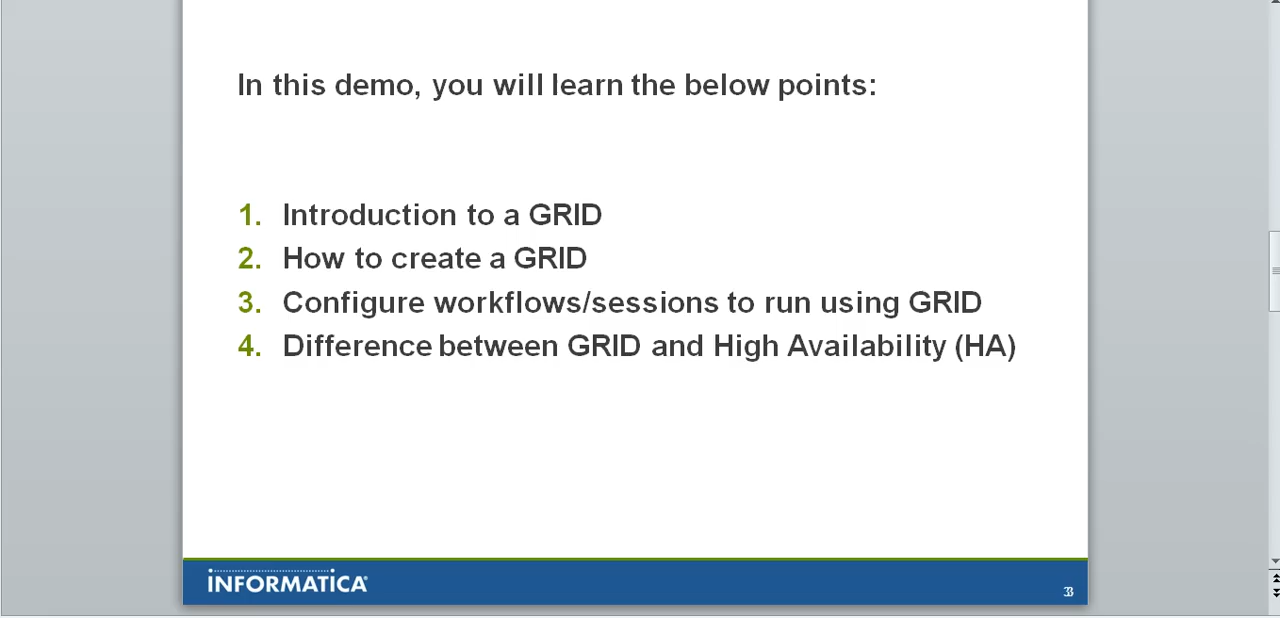 In this demo, you will learn the below points:
1. Introduction to a GRID
2. How to create a GRID
3. Configure workflows/sessions to run using GRID
4. Difference between GRID and High Availability (HA)
INFORMATICA®
33